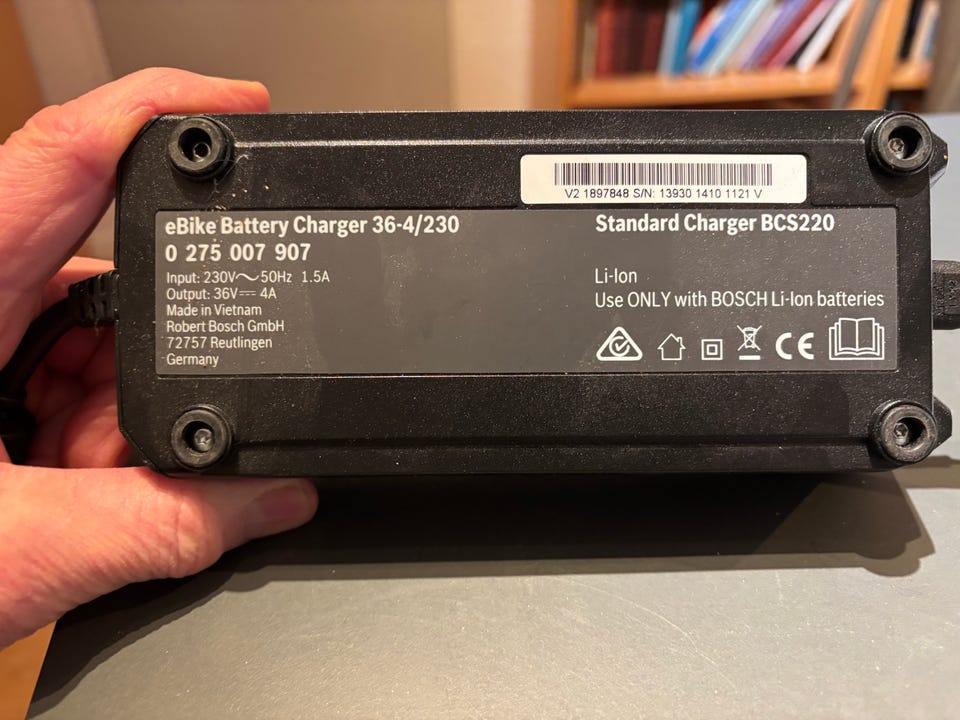 V2 1897848 S/N: 13930 1410 1121 V
eBike Battery Charger 36-4/230
0 275 007 907
Input: 230V~50Hz 1.5A
Output: 36V⎓ 4A
Made in Vietnam
Robert Bosch GmbH
72757 Reutlingen
Germany
Standard Charger BCS220
Li-Ion
Use ONLY with BOSCH Li-Ion batteries
CE